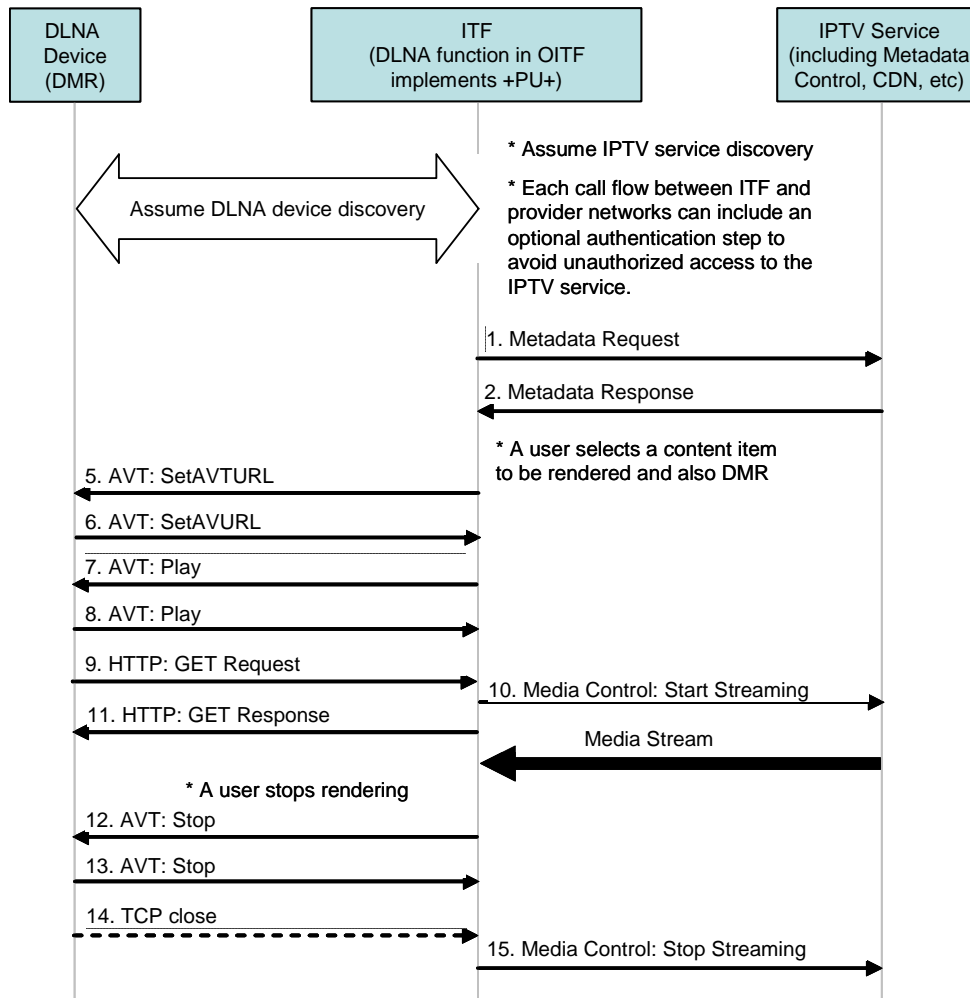 DLNA
Device
(DMR)
ITF
(DLNA function in OITF
implements +PU+)
IPTV Service
(including Metadata
Control, CDN, etc)
* Assume IPTV service discovery
Assume DLNA device discovery
* Each call flow between ITF and
provider networks can include an
optional authentication step to
avoid unauthorized access to the
IPTV service.
1. Metadata Request
2. Metadata Response
* A user selects a content item
to be rendered and also DMR
5. AVT: SetAVTURL
6. AVT: SetAVURL
7. AVT: Play
8. AVT: Play
9. HTTP: GET Request
10. Media Control: Start Streaming
11. HTTP: GET Response
Media Stream
* A user stops rendering
12. AVT: Stop
13. AVT: Stop
14. TCP close
15. Media Control: Stop Streaming